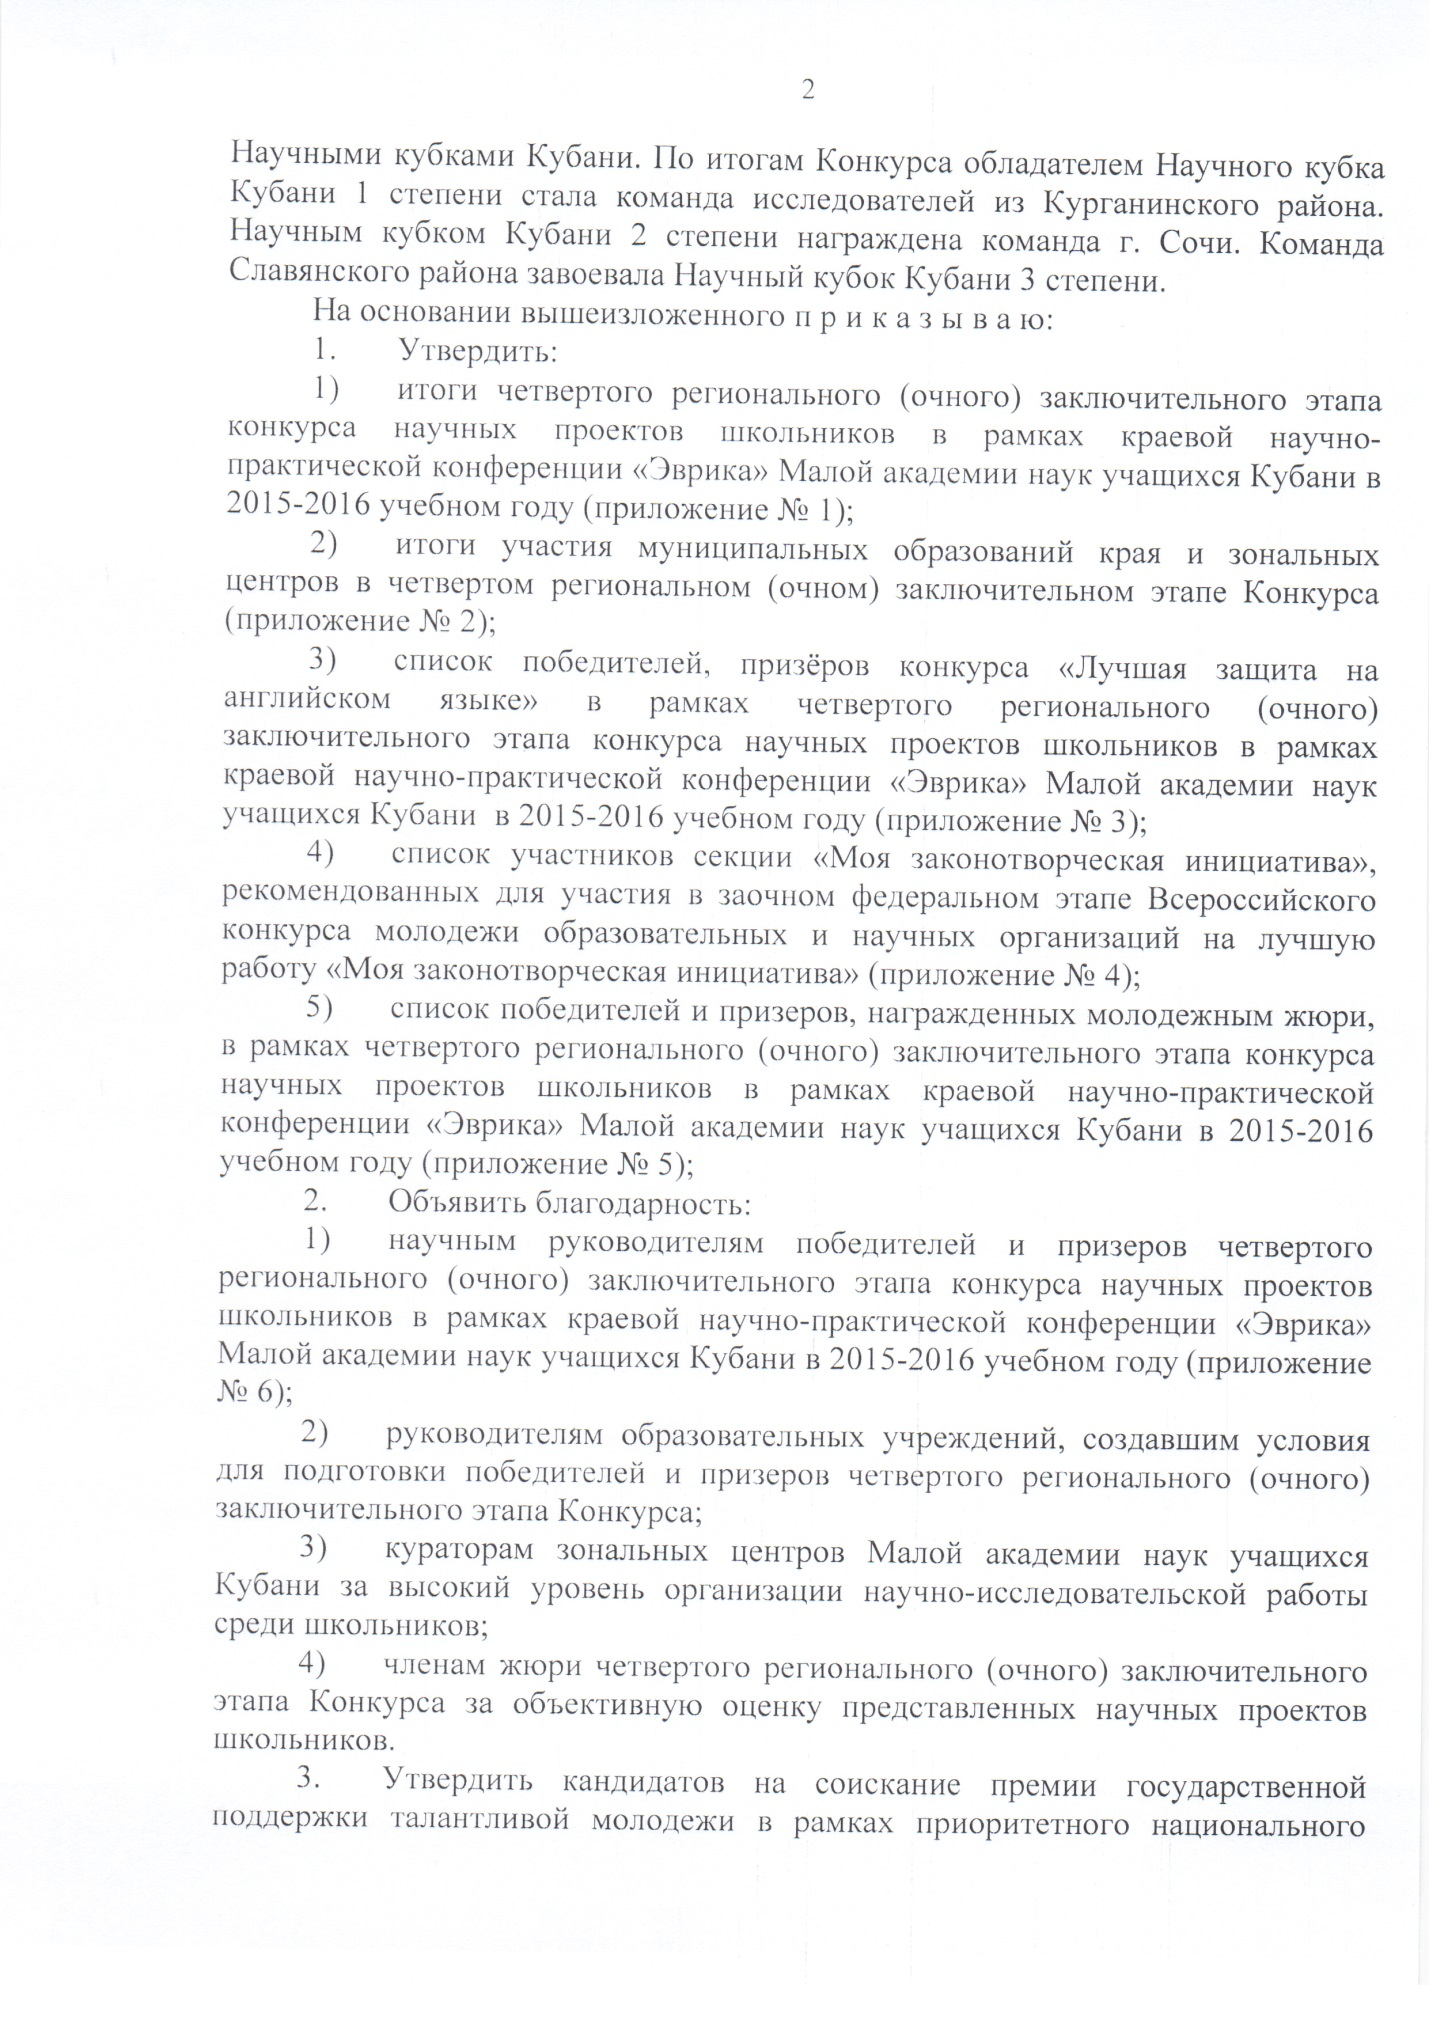 2
Научными кубками Кубани. По итогам Конкурса обладателем Научного кубка
Кубани 1 степени стала команда исследователей из Курганинского района.
Научным кубком Кубани 2 степени награждена команда г. Сочи. Команда
Славянского района завоевала Научный кубок Кубани 3 степени.
На основании вышеизложенного п р и к а з ы в а ю:
1. Утвердить:
1) итоги четвертого регионального (очного) заключительного этапа
конкурса научных проектов школьников в рамках краевой научно-
практической конференции «Эврика» Малой академии наук учащихся Кубани в
2015-2016 учебном году (приложение № 1);
2) итоги участия муниципальных образований края и зональных
центров в четвертом региональном (очном) заключительном этапе Конкурса
(приложение № 2);
3) список победителей, призёров конкурса «Лучшая защита на
английском языке» в рамках четвертого регионального (очного)
заключительного этапа конкурса научных проектов школьников в рамках
краевой научно-практической конференции «Эврика» Малой академии наук
учащихся Кубани в 2015-2016 учебном году (приложение № 3);
4) список участников секции «Моя законотворческая инициатива»,
рекомендованных для участия в заочном федеральном этапе Всероссийского
конкурса молодежи образовательных и научных организаций на лучшую
работу «Моя законотворческая инициатива» (приложение № 4);
5) список победителей и призеров, награжденных молодежным жюри,
в рамках четвертого регионального (очного) заключительного этапа конкурса
научных проектов школьников в рамках краевой научно-практической
конференции «Эврика» Малой академии наук учащихся Кубани в 2015-2016
учебном году (приложение № 5);
2. Объявить благодарность:
1) научным руководителям победителей и призеров четвертого
регионального (очного) заключительного этапа конкурса научных проектов
школьников в рамках краевой научно-практической конференции «Эврика»
Малой академии наук учащихся Кубани в 2015-2016 учебном году (приложение
№ 6);
2) руководителям образовательных учреждений, создавшим условия
для подготовки победителей и призеров четвертого регионального (очного)
заключительного этапа Конкурса;
3) кураторам зональных центров Малой академии наук учащихся
Кубани за высокий уровень организации научно-исследовательской работы
среди школьников;
4) членам жюри четвертого регионального (очного) заключительного
этапа Конкурса за объективную оценку представленных научных проектов
школьников.
3. Утвердить кандидатов на соискание премии государственной
поддержки талантливой молодежи в рамках приоритетного национального